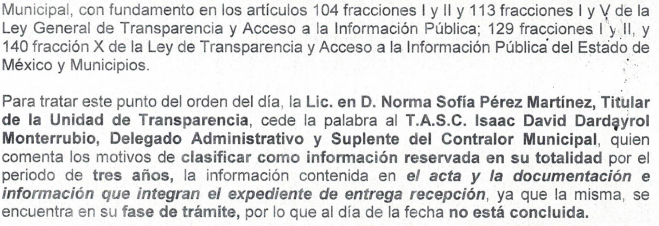 Municipal, con fundamento en los artículos 104 fracciones I y II y 113 fracciones I y V de la
Ley General de Transparencia y Acceso a la Información Pública; 129 fracciones I y II, y
140 fracción X de la Ley de Transparencia y Acceso a la Información Pública del Estado de
México y Municipios.
Para tratar este punto del orden del día, la Lic. en D. Norma Sofía Pérez Martínez, Titular
de la Unidad de Transparencia, cede la palabra al T.A.S.C. Isaac David Dardayrol
Monterrubio, Delegado Administrativo y Suplente del Contralor Municipal, quien
comenta los motivos de clasificar como información reservada en su totalidad por el
periodo de tres años, la información contenida en el acta y la documentación e
información que integran el expediente de entrega recepción, ya que la misma, se
encuentra en su fase de trámite, por lo que al día de la fecha no está concluida.